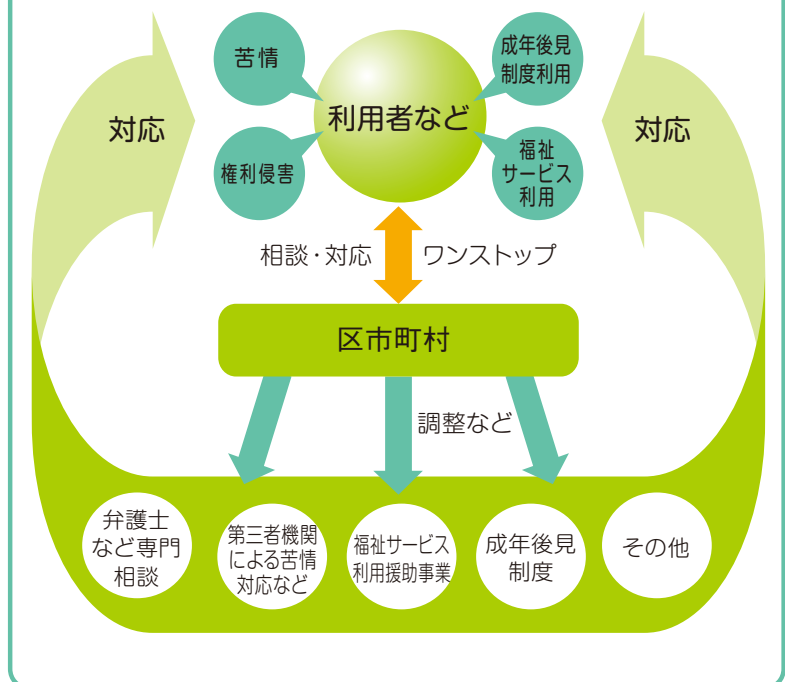 苦情
成年後見
制度利用
対応
利用者など
対応
権利侵害
福祉
サービス
利用
相談・対応
ワンストップ
区市町村
調整など
弁護士
など専門
相談
第三者機関
による苦情
対応など
福祉サービス
利用援助事業
成年後見
制度
その他